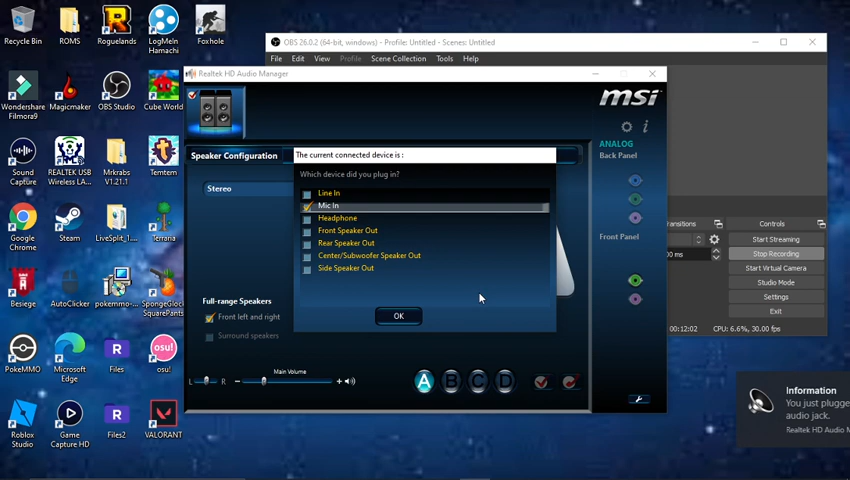 Recycle Bin
ROMS
Roguelands
LogMeIn Hamachi
Foxhole
Wondershare Filmora9
Magicmaker
OBS Studio
Cube World
Sound Capture
REALTEK USB Wireless LA...
Mrkrabs V1.21.1
Temtem
Google Chrome
Steam
LiveSplit_1....
Terraria
Besiege
AutoClicker
pokemmo-...
SpongeGlock SquarePants
PokeMMO
Microsoft Edge
Files
osu!
Roblox Studio
Game Capture HD
Files2
VALORANT
OBS 26.0.2 (64-bit, windows) - Profile: Untitled - Scenes: Untitled
File Edit View Profile Scene Collection Tools Help
Realtek HD Audio Manager
msi
ANALOG
Back Panel
Front Panel
Speaker Configuration
Stereo
The current connected device is :
Which device did you plug in?
Line In
Mic In
Headphone
Front Speaker Out
Rear Speaker Out
Center/Subwoofer Speaker Out
Side Speaker Out
OK
Full-range Speakers
Front left and right
Surround speakers
Main Volume
L R - +
A B C D
ransitions
00 ms
Controls
Start Streaming
Stop Recording
Start Virtual Camera
Studio Mode
Settings
Exit
00:12:02 CPU: 6.6%, 30.00 fps
Information
You just plugge
audio jack.
Realtek HD Audio M